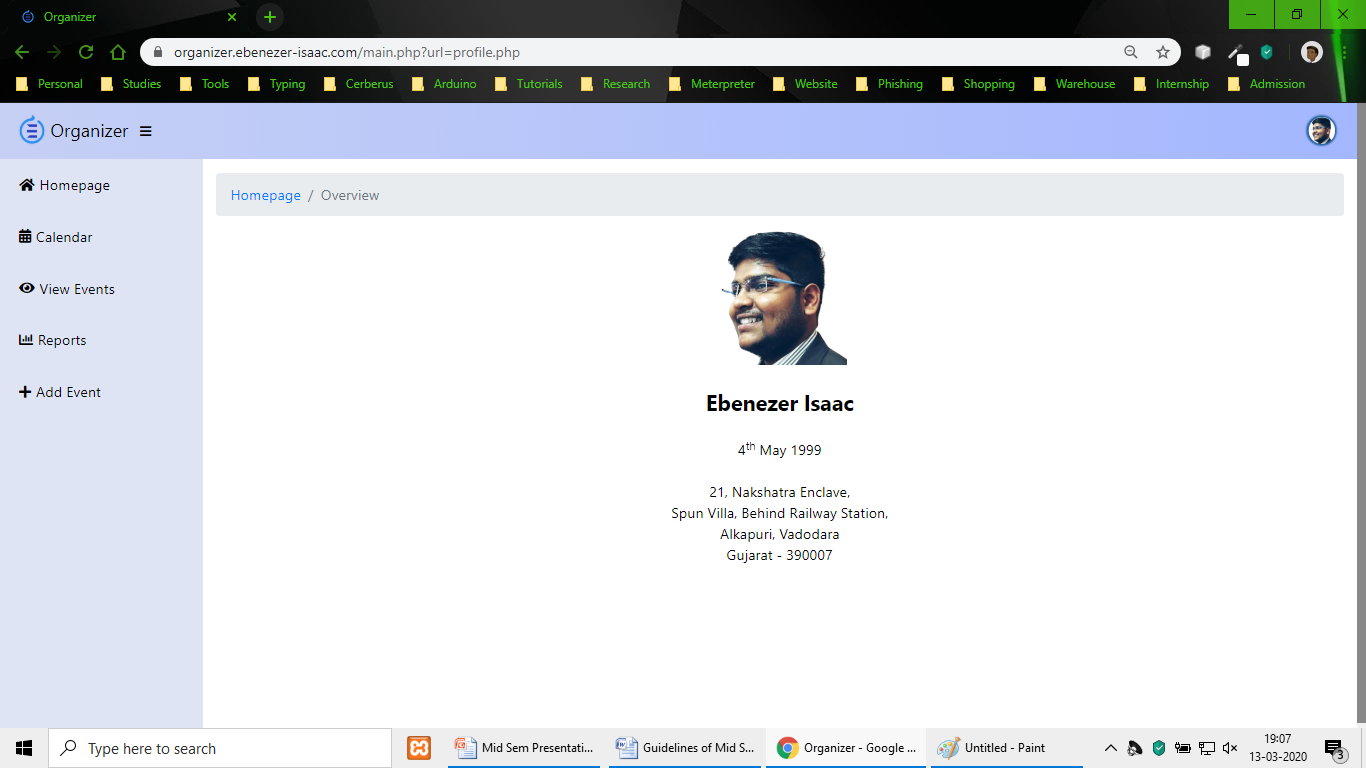 Organizer
organizer.ebenezer-isaac.com/main.php?url=profile.php
Personal Studies Tools Typing Cerberus Arduino Tutorials Research Meterpreter Website Phishing Shopping Warehouse Internship Admission
Organizer
Homepage
Calendar
View Events
Reports
Add Event
Homepage / Overview
Ebenezer Isaac
4th May 1999
21, Nakshatra Enclave,
Spun Villa, Behind Railway Station,
Alkapuri, Vadodara
Gujarat - 390007
Type here to search
Mid Sem Presentati...
Guidelines of Mid S...
Organizer - Google ...
Untitled - Paint
19:07
13-03-2020
3